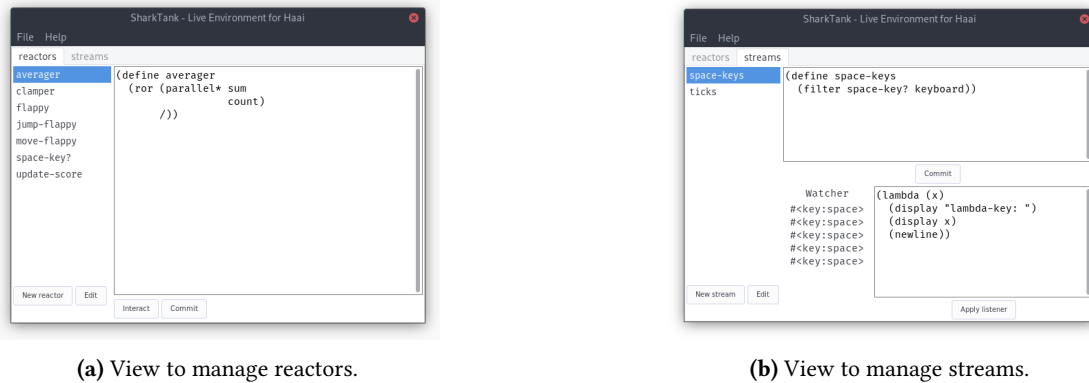 SharkTank - Live Environment for Haai
File Help
reactors streams
averager
clamper
flappy
jump-flappy
move-flappy
space-key?
update-score
(define averager
(ror (parallel* sum
count)
/))
New reactor Edit
Interact Commit
(a) View to manage reactors.
SharkTank - Live Environment for Haai
File Help
reactors streams
space-keys
ticks
(define space-keys
(filter space-key? keyboard))
Commit
Watcher
#<key:space>
#<key:space>
#<key:space>
#<key:space>
#<key:space>
(lambda (x)
(display "lambda-key: ")
(display x)
(newline))
New stream Edit
Apply listener
(b) View to manage streams.